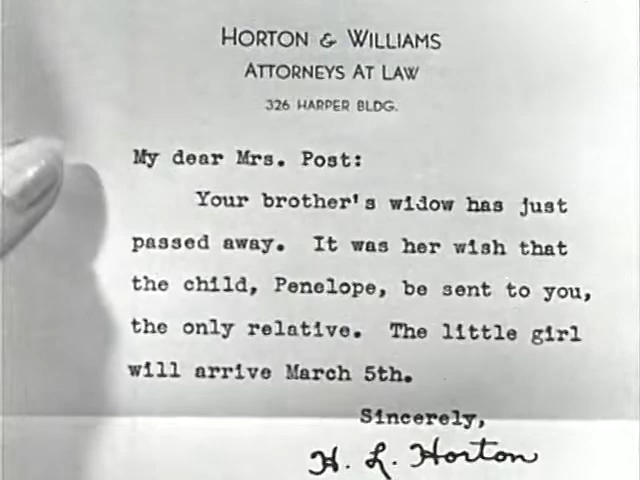 HORTON & WILLIAMS
ATTORNEYS AT LAW
326 HARPER BLDG.
My dear Mrs. Post:
Your brother's widow has just
passed away. It was her wish that
the child, Penelope, be sent to you,
the only relative. The little girl
will arrive March 5th.
Sincerely,
H. L. Horton